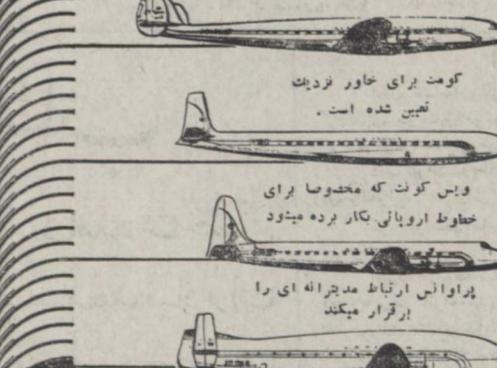 کومت برای خاور نزدیک
تعیین شده است .
ویس کونت که مخصوصا برای
خطوط اروپائی بکار برده میشود
پراوانس ارتباط مدیترانه ای را
برقرار میکند